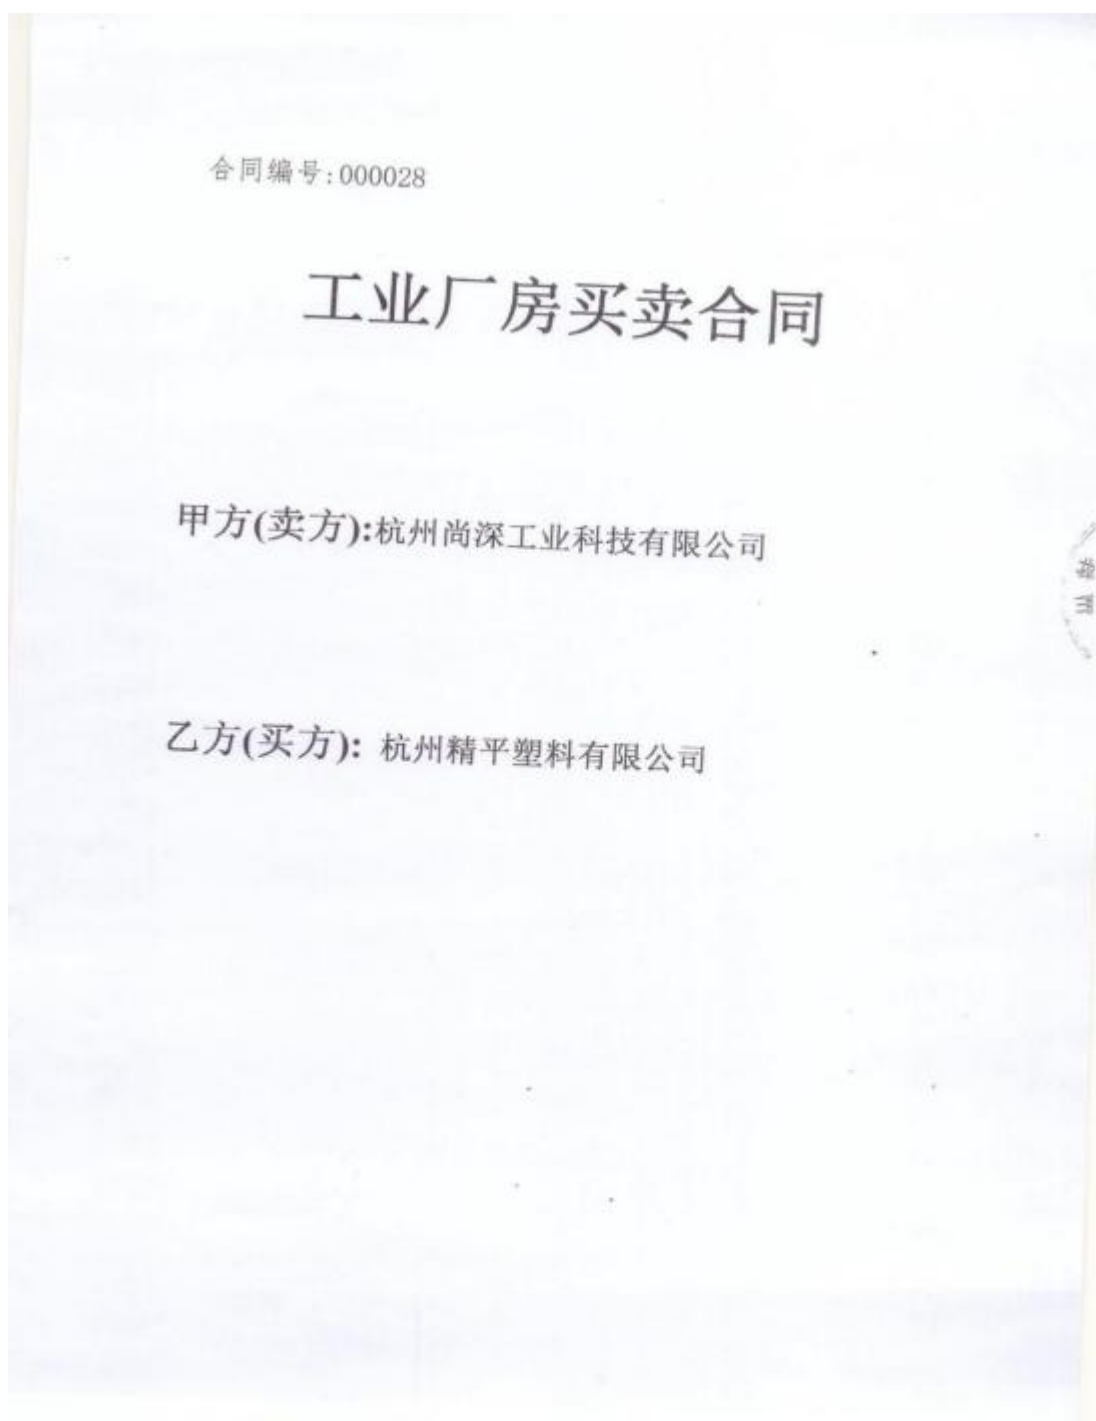 合同编号:000028
工业厂房买卖合同
甲方(卖方):杭州尚深工业科技有限公司
乙方(买方): 杭州精平塑料有限公司